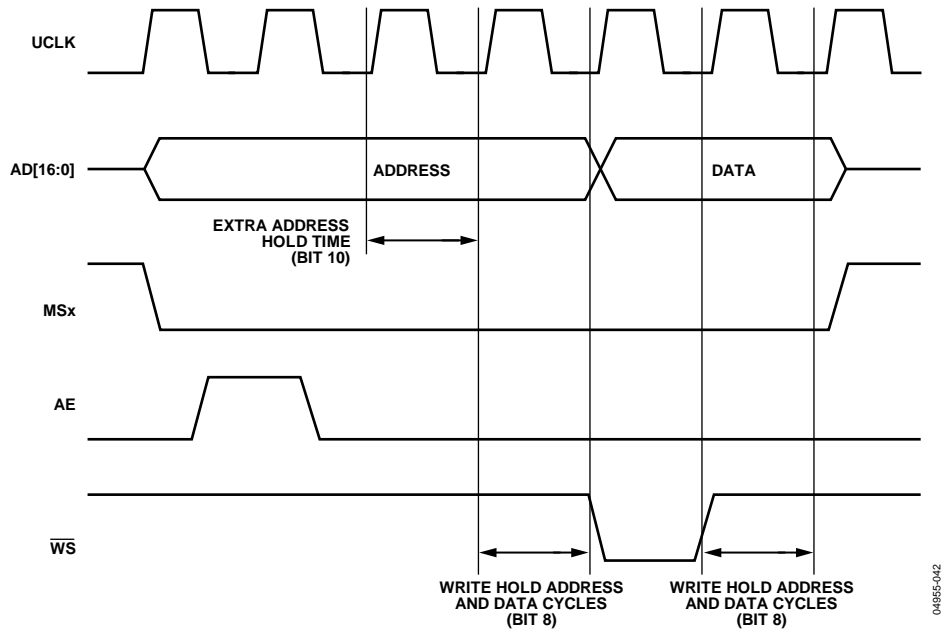 UCLK
AD[16:0]
ADDRESS
DATA
EXTRA ADDRESS
HOLD TIME
(BIT 10)
MSx
AE
WS
WRITE HOLD ADDRESS
AND DATA CYCLES
(BIT 8)
WRITE HOLD ADDRESS
AND DATA CYCLES
(BIT 8)
04955-042